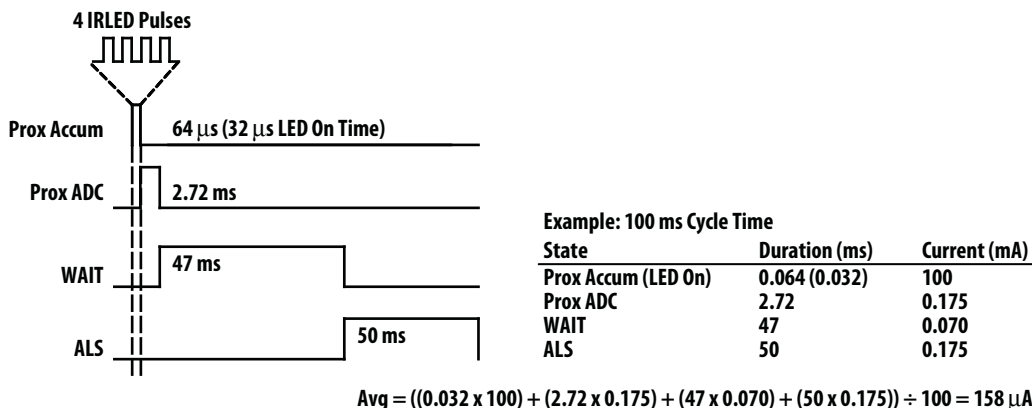 4 IRLED Pulses
Prox Accum
64 μs (32 μs LED On Time)
Prox ADC
2.72 ms
WAIT
47 ms
ALS
50 ms
Example: 100 ms Cycle Time
State Duration (ms) Current (mA)
Prox Accum (LED On) 0.064 (0.032) 100
Prox ADC 2.72 0.175
WAIT 47 0.070
ALS 50 0.175
Avg = ((0.032 x 100) + (2.72 x 0.175) + (47 x 0.070) + (50 x 0.175)) ÷ 100 = 158 μA